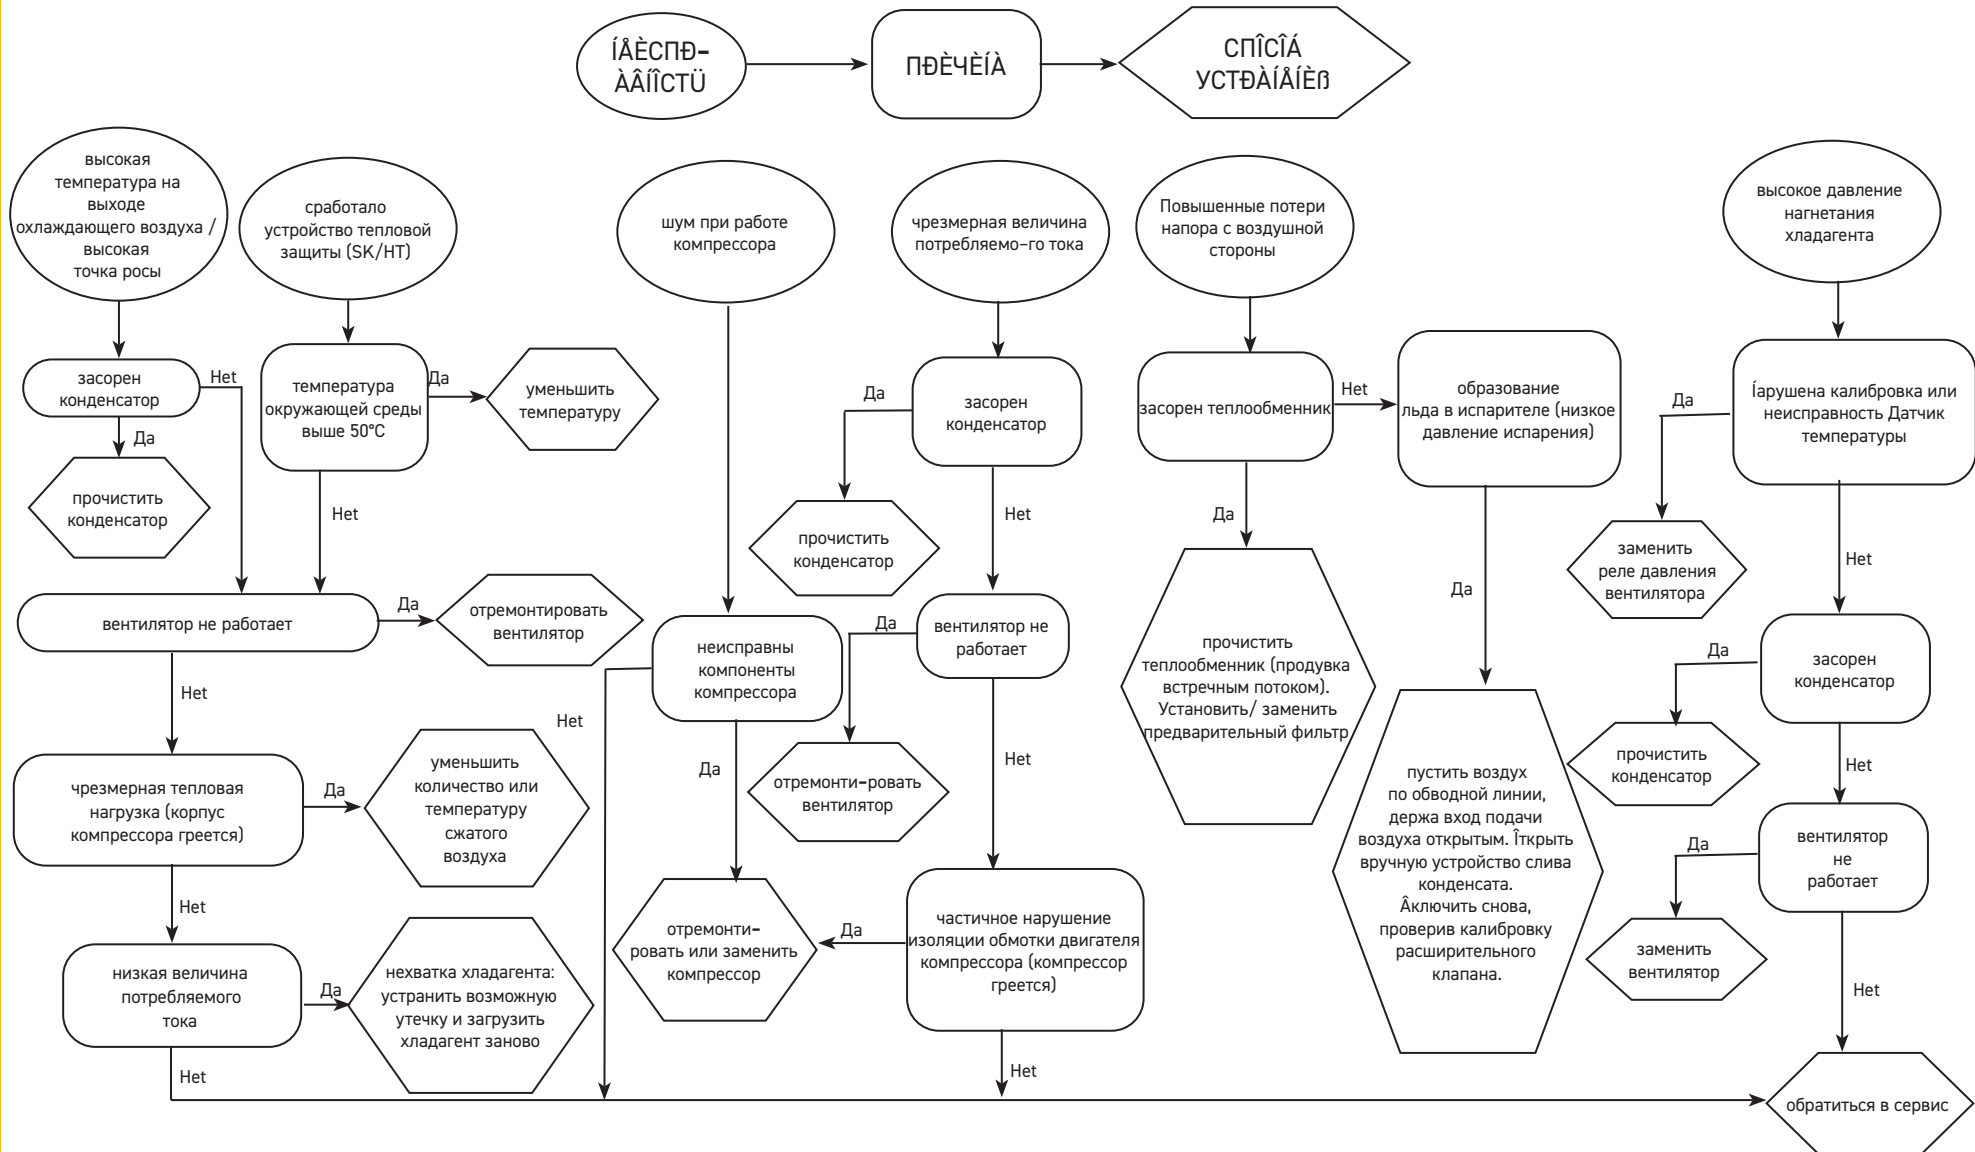 ÍÅÈСПÐ–
ÀÂÍÎСТÜ
ПÐÈЧÈÍÀ
СПÎСÎÁ
УСТÐÀÍÅÍÈß
высокая
температура на
выходе
охлаждающего воздуха /
высокая
точка росы
сработало
устройство тепловой
защиты (SK/HT)
шум при работе
компрессора
чрезмерная величина
потребляемо-го тока
Повышенные потери
напора с воздушной
стороны
высокое давление
нагнетания
хладагента
засорен
конденсатор
Нет
Да
прочистить
конденсатор
температура
окружающей среды
выше 50°C
Да
уменьшить
температуру
Нет
вентилятор не работает
Да
отремонтировать
вентилятор
Нет
чрезмерная тепловая
нагрузка (корпус
компрессора греется)
Да
уменьшить
количество или
температуру
сжатого
воздуха
Нет
низкая величина
потребляемого
тока
Да
нехватка хладагента:
устранить возможную
утечку и загрузить
хладагент заново
Нет
неисправны
компоненты
компрессора
Нет
Да
отремонти–
ровать или заменить
компрессор
засорен
конденсатор
Да
прочистить
конденсатор
Нет
вентилятор не
работает
Да
отремонти-ровать
вентилятор
Нет
частичное нарушение
изоляции обмотки двигателя
компрессора (компрессор
греется)
Да
Нет
засорен теплообменник
Нет
Да
прочистить
теплообменник (продувка
встречным потоком).
Установить/ заменить
предварительный фильтр
образование
льда в испарителе (низкое
давление испарения)
Да
пустить воздух
по обводной линии,
держа вход подачи
воздуха открытым. Îткрыть
вручную устройство слива
конденсата.
Âключить снова,
проверив калибровку
расширительного
клапана.
Íарушена калибровка или
неисправность Датчик
температуры
Да
заменить
реле давления
вентилятора
Нет
засорен
конденсатор
Да
прочистить
конденсатор
Нет
вентилятор
не
работает
Да
заменить
вентилятор
Нет
обратиться в сервис